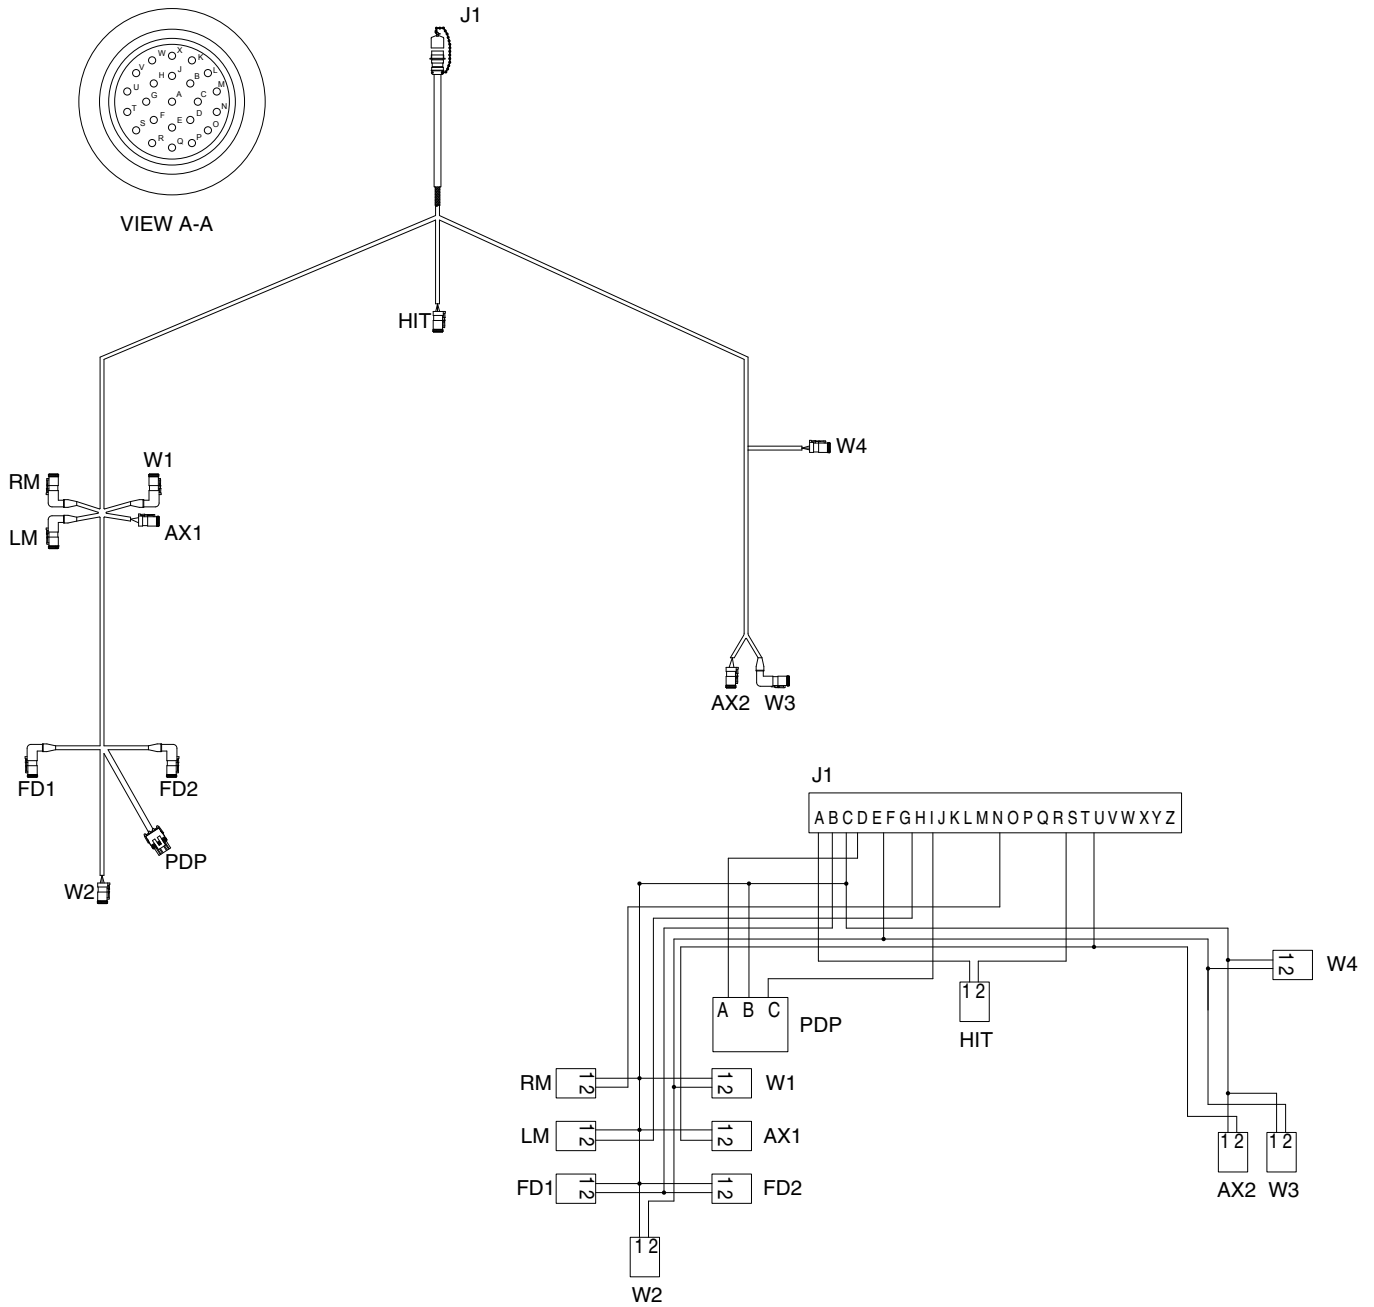 J1
X
W
K
V
L
J
H
B
U
M
G
A
C
T
N
F
D
S
E
O
R
Q
P
VIEW A-A
HIT
W4
W1
RM
LM
AX1
AX2 W3
FD1
FD2
PDP
W2
J1
A B C D E F G H I J K L M N O P Q R S T U V W X Y Z
1
2
W4
A B C
PDP
1 2
HIT
RM
1
2
1
2
W1
LM
1
2
1
2
AX1
FD1
1
2
1
2
FD2
1 2
W2
1 2
AX2
1 2
W3